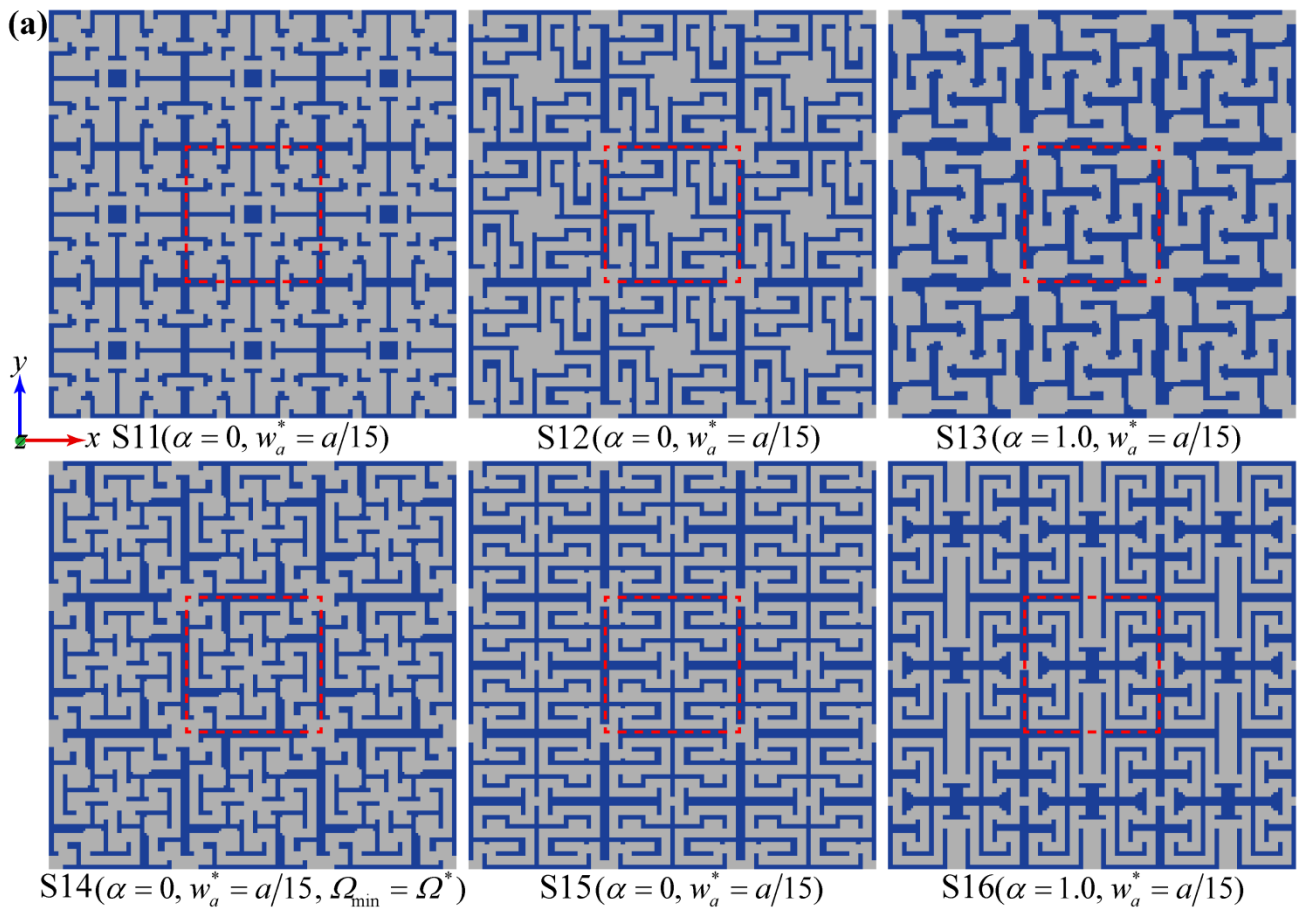 (a)
y
z
x
S11(α = 0, w*ₐ = a/15)
S12(α = 0, w*ₐ = a/15)
S13(α = 1.0, w*ₐ = a/15)
S14(α = 0, w*ₐ = a/15, Ωmin = Ω*)
S15(α = 0, w*ₐ = a/15)
S16(α = 1.0, w*ₐ = a/15)